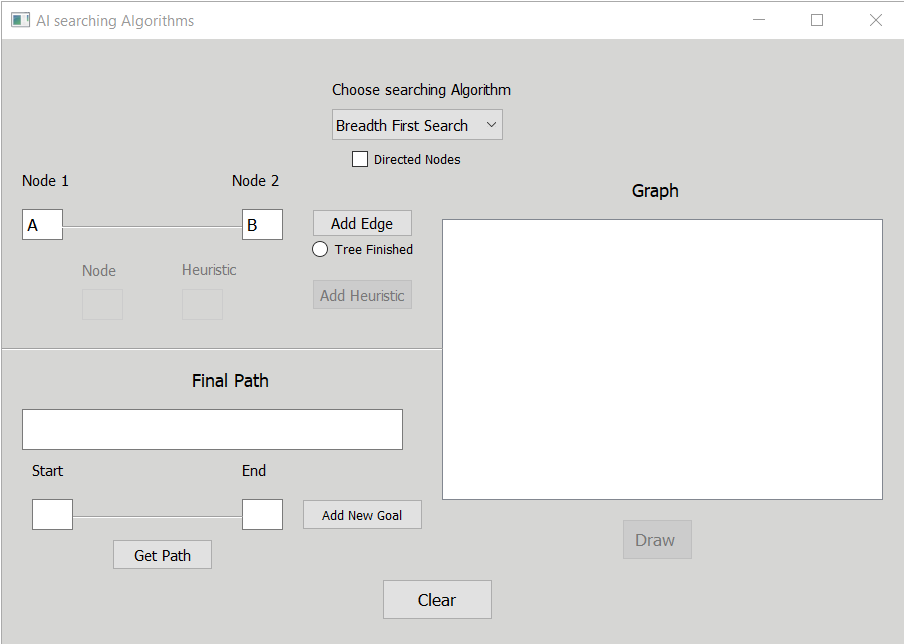 AI searching Algorithms
Choose searching Algorithm
Breadth First Search
Directed Nodes
Node 1
Node 2
Graph
A
B
Add Edge
Tree Finished
Node
Heuristic
Add Heuristic
Final Path
Start
End
Add New Goal
Draw
Get Path
Clear